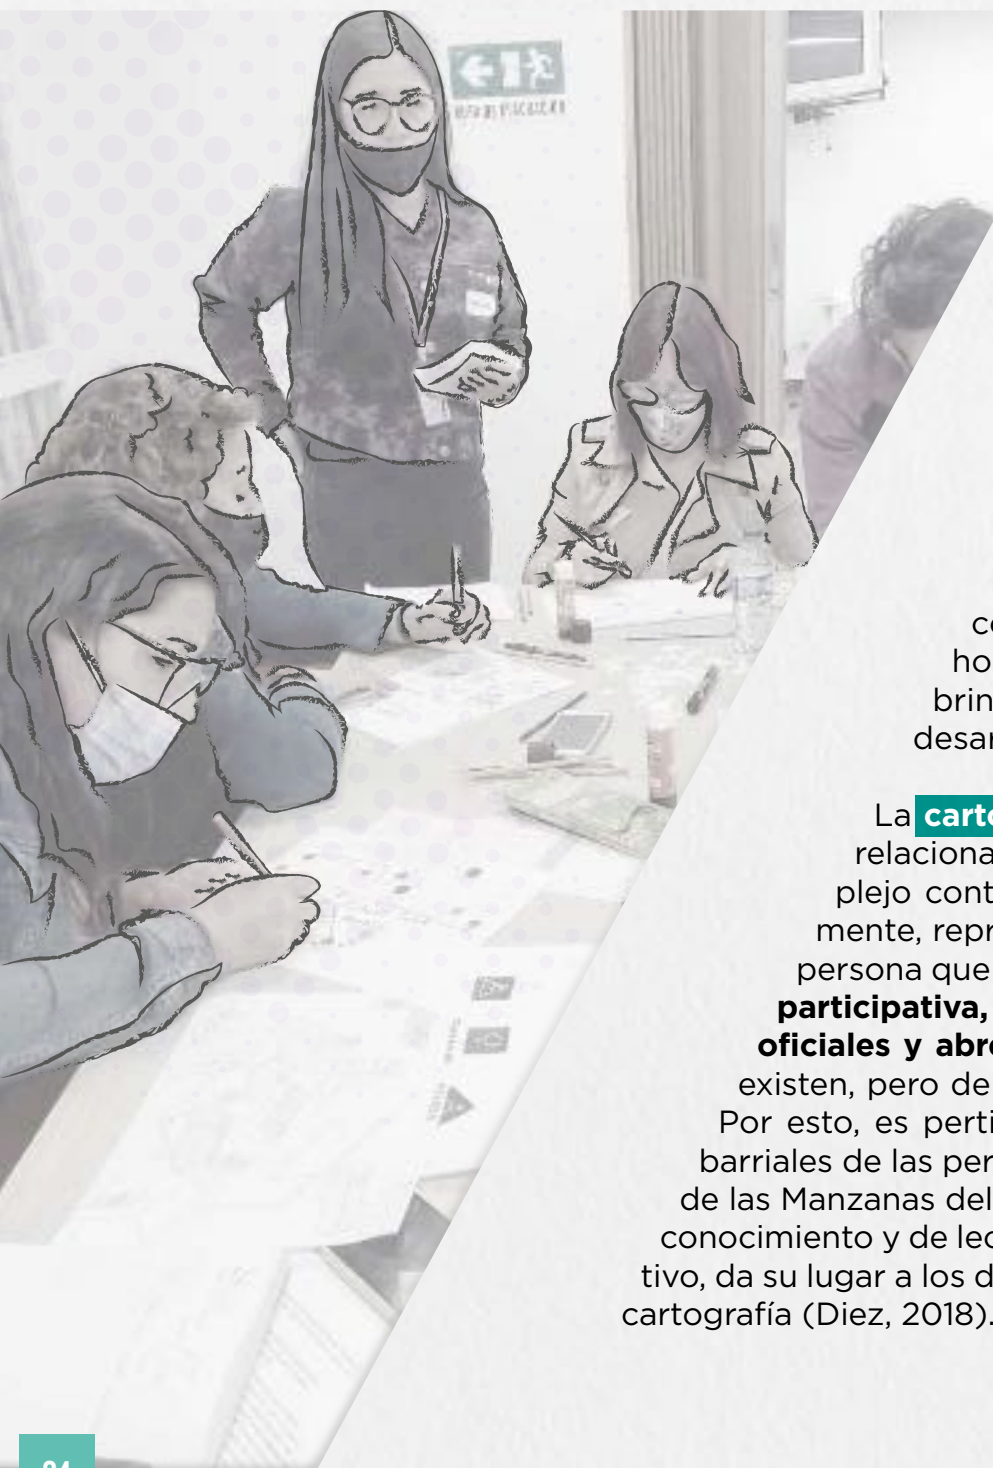 co
ho
brin
desar
La carto
relaciona
plejo cont
mente, repr
persona que
participativa,
oficiales y abre
existen, pero de
Por esto, es perti
barriales de las per
de las Manzanas del
conocimiento y de lec
tivo, da su lugar a los d
cartografía (Diez, 2018).